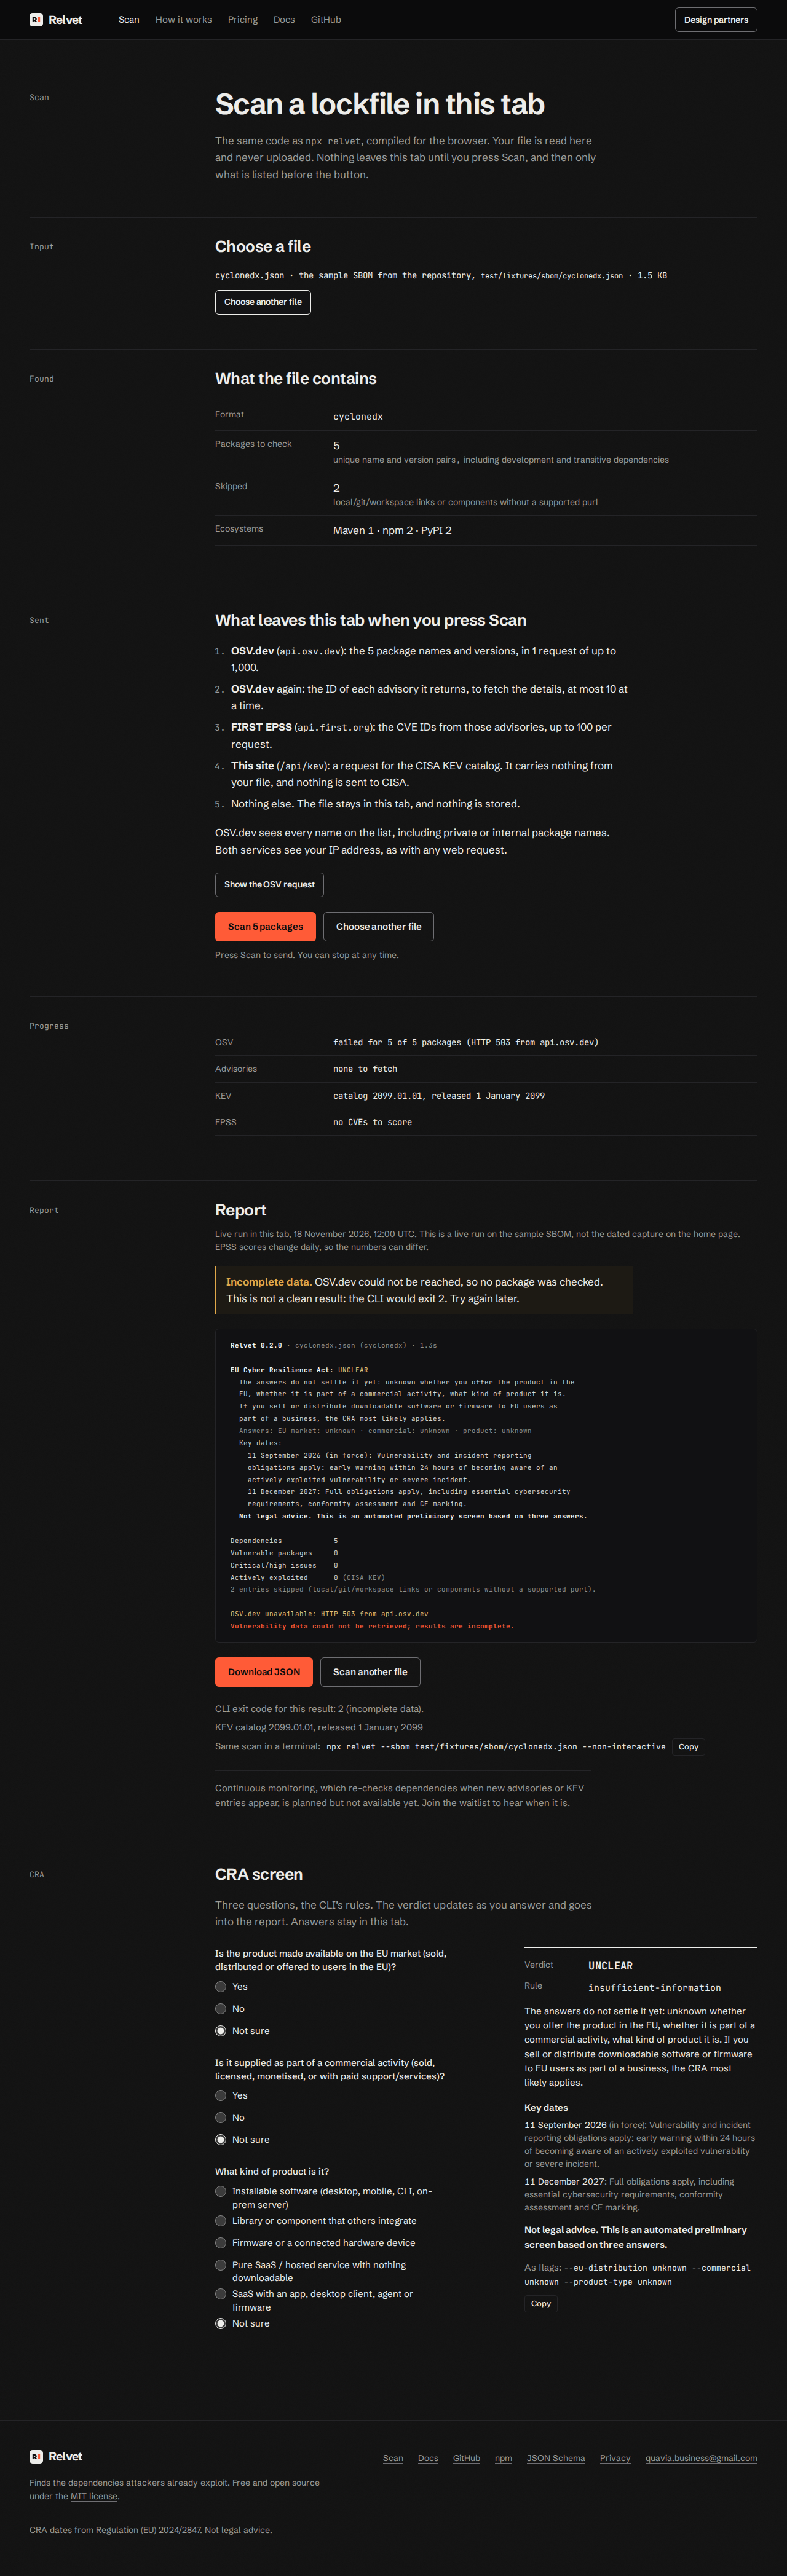 Relvet Scan How it works Pricing Docs GitHub Design partners
Scan
Scan a lockfile in this tab
The same code as npx relvet, compiled for the browser. Your file is read here
and never uploaded. Nothing leaves this tab until you press Scan, and then only
what is listed before the button.
Input
Choose a file
cyclonedx.json · the sample SBOM from the repository, test/fixtures/sbom/cyclonedx.json · 1.5 KB
Choose another file
Found
What the file contains
Format cyclonedx
Packages to check 5
unique name and version pairs, including development and transitive dependencies
Skipped 2
local/git/workspace links or components without a supported purl
Ecosystems Maven 1 · npm 2 · PyPI 2
Sent
What leaves this tab when you press Scan
1. OSV.dev (api.osv.dev): the 5 package names and versions, in 1 request of up to
1,000.
2. OSV.dev again: the ID of each advisory it returns, to fetch the details, at most 10 at
a time.
3. FIRST EPSS (api.first.org): the CVE IDs from those advisories, up to 100 per
request.
4. This site (/api/kev): a request for the CISA KEV catalog. It carries nothing from
your file, and nothing is sent to CISA.
5. Nothing else. The file stays in this tab, and nothing is stored.
OSV.dev sees every name on the list, including private or internal package names.
Both services see your IP address, as with any web request.
Show the OSV request
Scan 5 packages Choose another file
Press Scan to send. You can stop at any time.
Progress
OSV failed for 5 of 5 packages (HTTP 503 from api.osv.dev)
Advisories none to fetch
KEV catalog 2099.01.01, released 1 January 2099
EPSS no CVEs to score
Report
Report
Live run in this tab, 18 November 2026, 12:00 UTC. This is a live run on the sample SBOM, not the dated capture on the home page.
EPSS scores change daily, so the numbers can differ.
Incomplete data. OSV.dev could not be reached, so no package was checked.
This is not a clean result: the CLI would exit 2. Try again later.
Relvet 0.2.0 · cyclonedx.json (cyclonedx) · 1.3s
EU Cyber Resilience Act: UNCLEAR
The answers do not settle it yet: unknown whether you offer the product in the
EU, whether it is part of a commercial activity, what kind of product it is.
If you sell or distribute downloadable software or firmware to EU users as
part of a business, the CRA most likely applies.
Answers: EU market: unknown · commercial: unknown · product: unknown
Key dates:
11 September 2026 (in force): Vulnerability and incident reporting
obligations apply: early warning within 24 hours of becoming aware of an
actively exploited vulnerability or severe incident.
11 December 2027: Full obligations apply, including essential cybersecurity
requirements, conformity assessment and CE marking.
Not legal advice. This is an automated preliminary screen based on three answers.
Dependencies 5
Vulnerable packages 0
Critical/high issues 0
Actively exploited 0 (CISA KEV)
2 entries skipped (local/git/workspace links or components without a supported purl).
OSV.dev unavailable: HTTP 503 from api.osv.dev
Vulnerability data could not be retrieved; results are incomplete.
Download JSON Scan another file
CLI exit code for this result: 2 (incomplete data).
KEV catalog 2099.01.01, released 1 January 2099
Same scan in a terminal: npx relvet --sbom test/fixtures/sbom/cyclonedx.json --non-interactive Copy
Continuous monitoring, which re-checks dependencies when new advisories or KEV
entries appear, is planned but not available yet. Join the waitlist to hear when it is.
CRA
CRA screen
Three questions, the CLI's rules. The verdict updates as you answer and goes
into the report. Answers stay in this tab.
Is the product made available on the EU market (sold,
distributed or offered to users in the EU)?
Yes
No
Not sure
Is it supplied as part of a commercial activity (sold,
licensed, monetised, or with paid support/services)?
Yes
No
Not sure
What kind of product is it?
Installable software (desktop, mobile, CLI, on-
prem server)
Library or component that others integrate
Firmware or a connected hardware device
Pure SaaS / hosted service with nothing
downloadable
SaaS with an app, desktop client, agent or
firmware
Not sure
Verdict UNCLEAR
Rule insufficient-information
The answers do not settle it yet: unknown whether
you offer the product in the EU, whether it is part of a
commercial activity, what kind of product it is. If you
sell or distribute downloadable software or firmware
to EU users as part of a business, the CRA most
likely applies.
Key dates
11 September 2026 (in force): Vulnerability and incident
reporting obligations apply: early warning within 24 hours
of becoming aware of an actively exploited vulnerability
or severe incident.
11 December 2027: Full obligations apply, including
essential cybersecurity requirements, conformity
assessment and CE marking.
Not legal advice. This is an automated preliminary
screen based on three answers.
As flags: --eu-distribution unknown --commercial
unknown --product-type unknown
Copy
Relvet Scan Docs GitHub npm JSON Schema Privacy quavia.business@gmail.com
Finds the dependencies attackers already exploit. Free and open source
under the MIT license.
CRA dates from Regulation (EU) 2024/2847. Not legal advice.